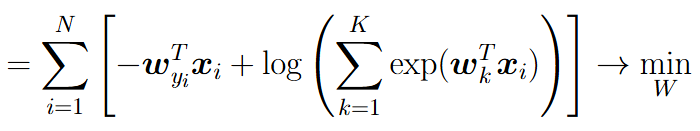 $= \sum_{i=1}^{N} \left[ -\boldsymbol{w}_{y_i}^T \boldsymbol{x}_i + \log \left( \sum_{k=1}^{K} \exp(\boldsymbol{w}_k^T \boldsymbol{x}_i) \right) \right] \to \min_{W}$